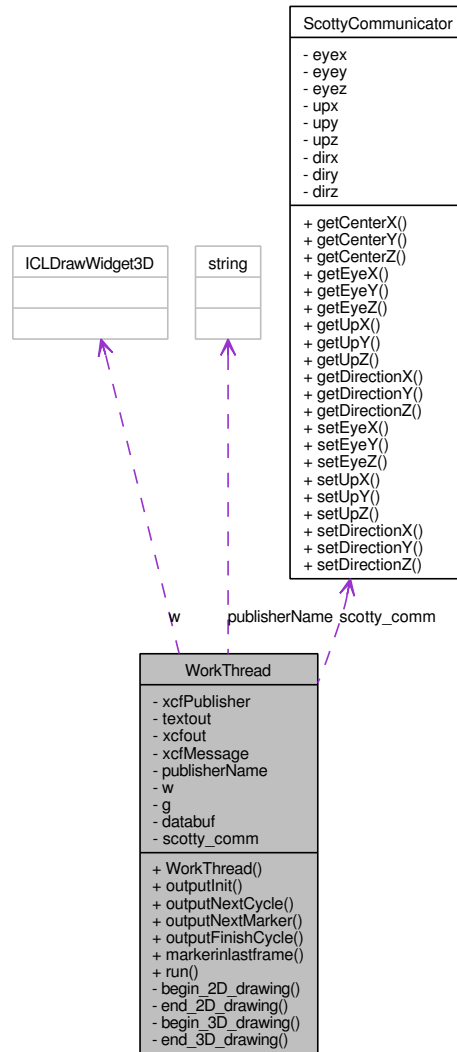 ScottyCommunicator
- eyex
- eyey
- eyez
- upx
- upy
- upz
- dirx
- diry
- dirz
+ getCenterX()
+ getCenterY()
+ getCenterZ()
+ getEyeX()
+ getEyeY()
+ getEyeZ()
+ getUpX()
+ getUpY()
+ getUpZ()
+ getDirectionX()
+ getDirectionY()
+ getDirectionZ()
+ setEyeX()
+ setEyeY()
+ setEyeZ()
+ setUpX()
+ setUpY()
+ setUpZ()
+ setDirectionX()
+ setDirectionY()
+ setDirectionZ()
ICLDrawWidget3D
string
w
publisherName
scotty_comm
WorkThread
- xcfPublisher
- textout
- xcfout
- xcfMessage
- publisherName
- w
- g
- databuf
- scotty_comm
+ WorkThread()
+ outputInit()
+ outputNextCycle()
+ outputNextMarker()
+ outputFinishCycle()
+ markerinlastframe()
+ run()
- begin_2D_drawing()
- end_2D_drawing()
- begin_3D_drawing()
- end_3D_drawing()